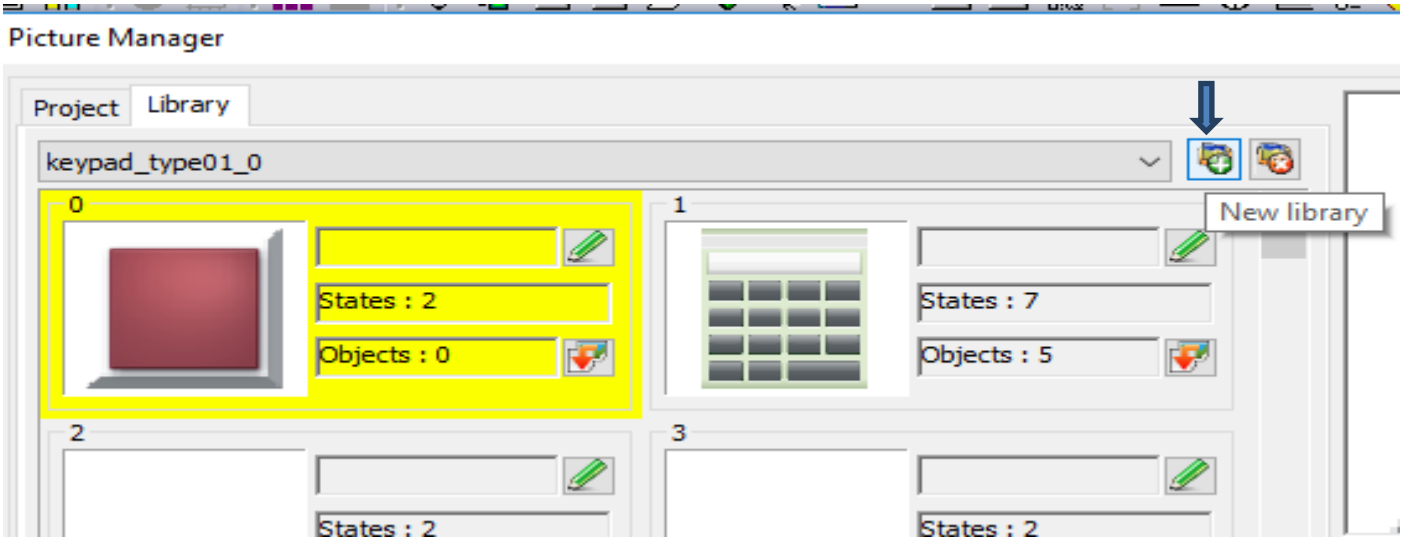 Picture Manager
Project Library
keypad_type01_0
New library
0
States : 2
Objects : 0
1
States : 7
Objects : 5
2
States : 2
3
States : 2